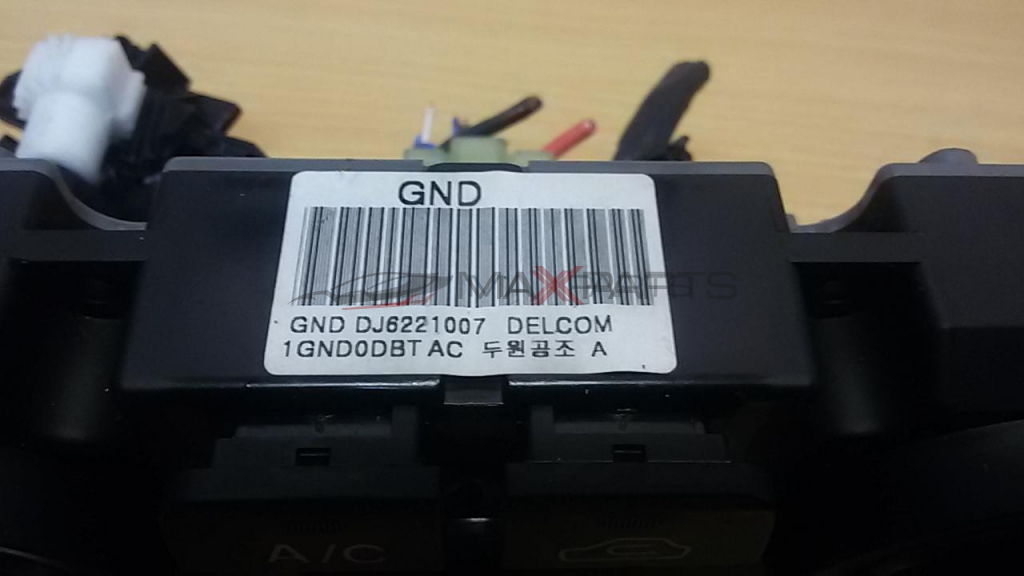 GND
MAXPARTS
GND DJ6221007 DELCOM
1GND0DBT AC 두원공조 A
A/C